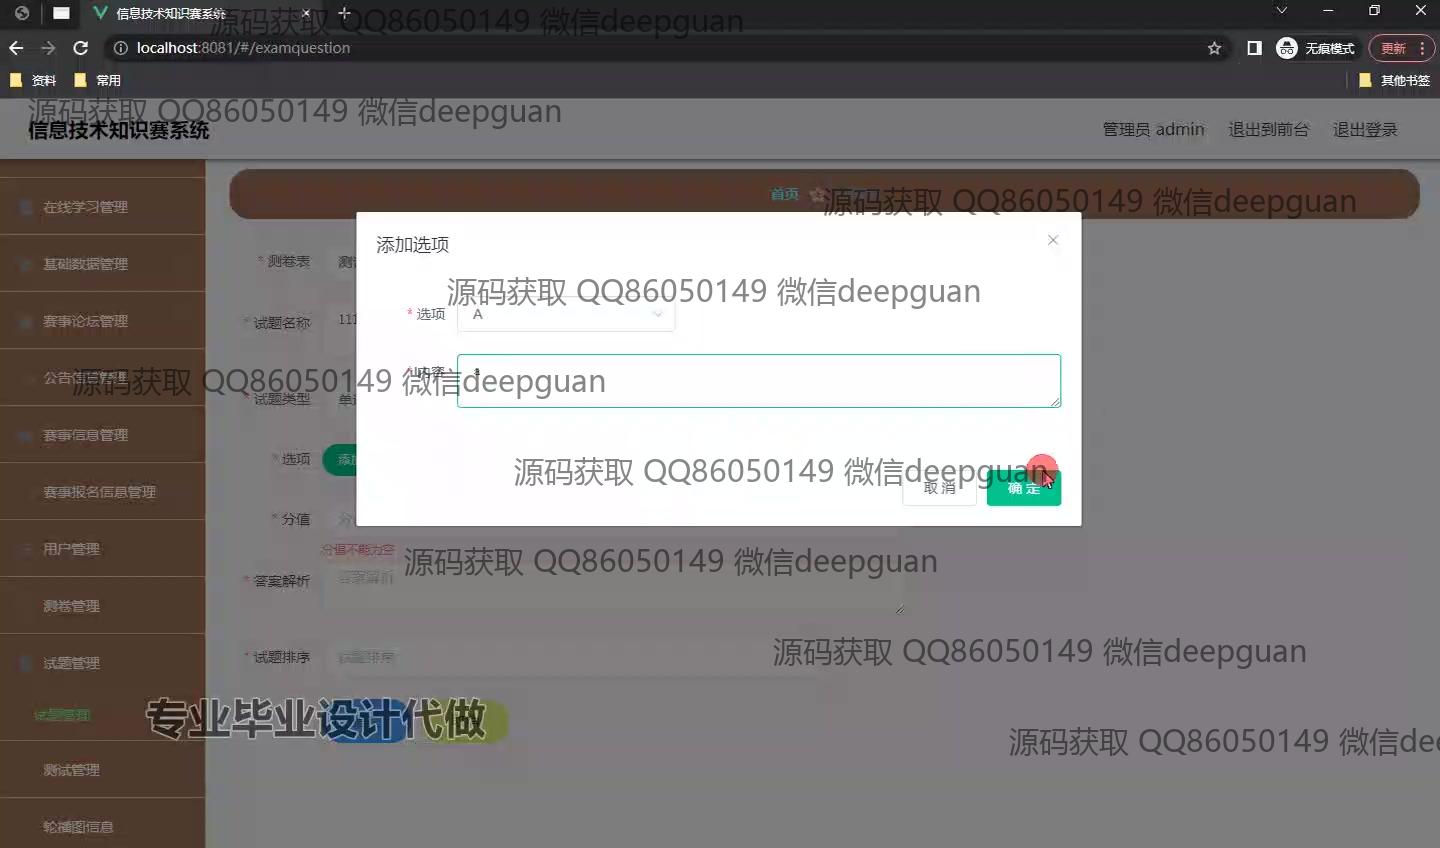 信息技术知识赛系统
源码获取 QQ86050149 微信deepguan
localhost:8081/#/examquestion
无痕模式
更新
资料
常用
其他书签
源码获取 QQ86050149 微信deepguan
信息技术知识赛系统
管理员 admin
退出到前台
退出登录
首页
源码获取 QQ86050149 微信deepguan
在线学习管理
基础数据管理
赛事论坛管理
公告信息管理
赛事信息管理
赛事报名信息管理
用户管理
测卷管理
试题管理
试题管理
测试管理
轮播图信息
添加选项
源码获取 QQ86050149 微信deepguan
* 选项
A
* 内容
a
源码获取 QQ86050149 微信deepguan
源码获取 QQ86050149 微信deepguan
取 消
确 定
* 测卷表
测
* 试题名称
111
* 试题类型
单
* 选项
添加
* 分值
分
分值不能为空
源码获取 QQ86050149 微信deepguan
* 答案解析
答案解析
* 试题排序
试题排序
源码获取 QQ86050149 微信deepguan
专业毕业设计代做
源码获取 QQ86050149 微信dee